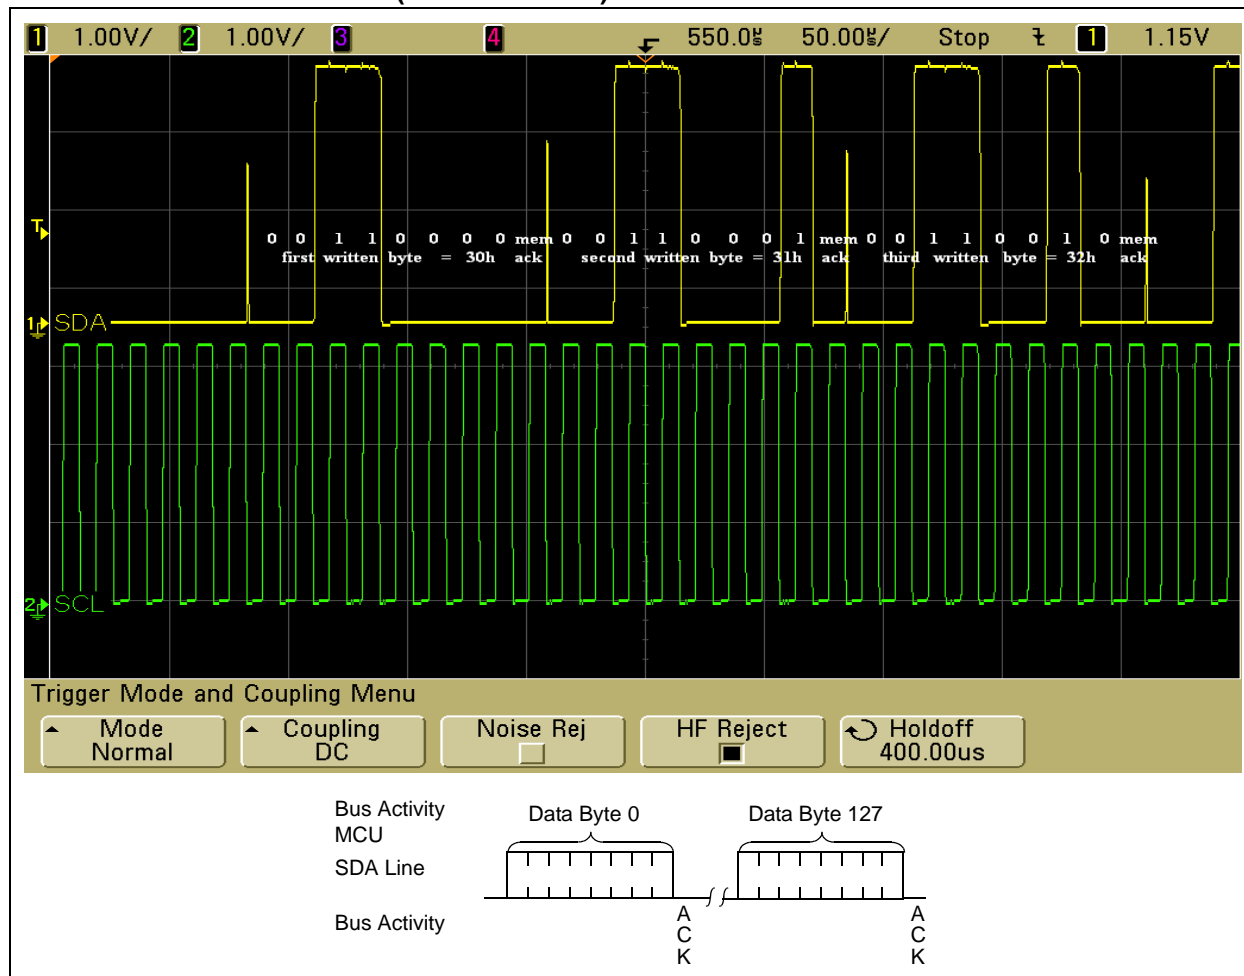 1 1.00V/ 2 1.00V/ 3 4 550.0µs 50.00µs/ Stop 1 1.15V
T
0 0 1 1 0 0 0 0 mem 0 0 1 1 0 0 0 1 mem 0 0 1 1 0 0 1 0 mem
first written byte = 30h ack second written byte = 31h ack third written byte = 32h ack
1 SDA
2 SCL
Trigger Mode and Coupling Menu
Mode Coupling Noise Rej HF Reject Holdoff
Normal DC 400.00us
Bus Activity Data Byte 0 Data Byte 127
MCU
SDA Line
Bus Activity
A A
C C
K K